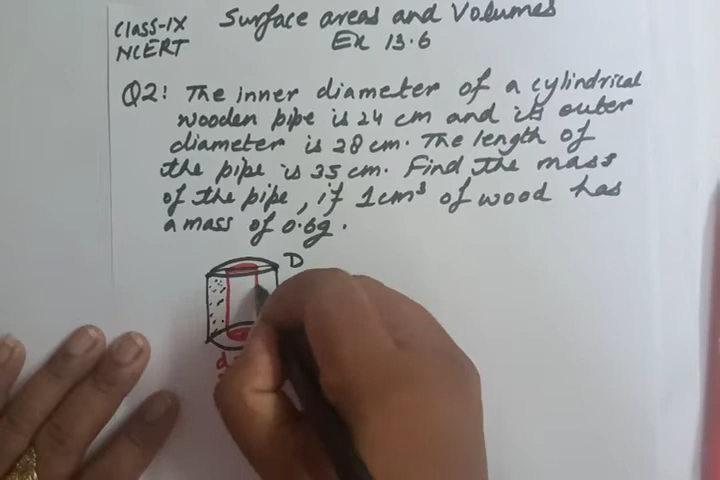 Class-IX
NCERT
Surface areas and Volumes
Ex 13.6
Q2: The inner diameter of a cylindrical
wooden pipe is 24 cm and its outer
diameter is 28 cm. The length of
the pipe is 35 cm. Find the mass
of the pipe, if 1cm³ of wood has
a mass of 0.6g.
D
d